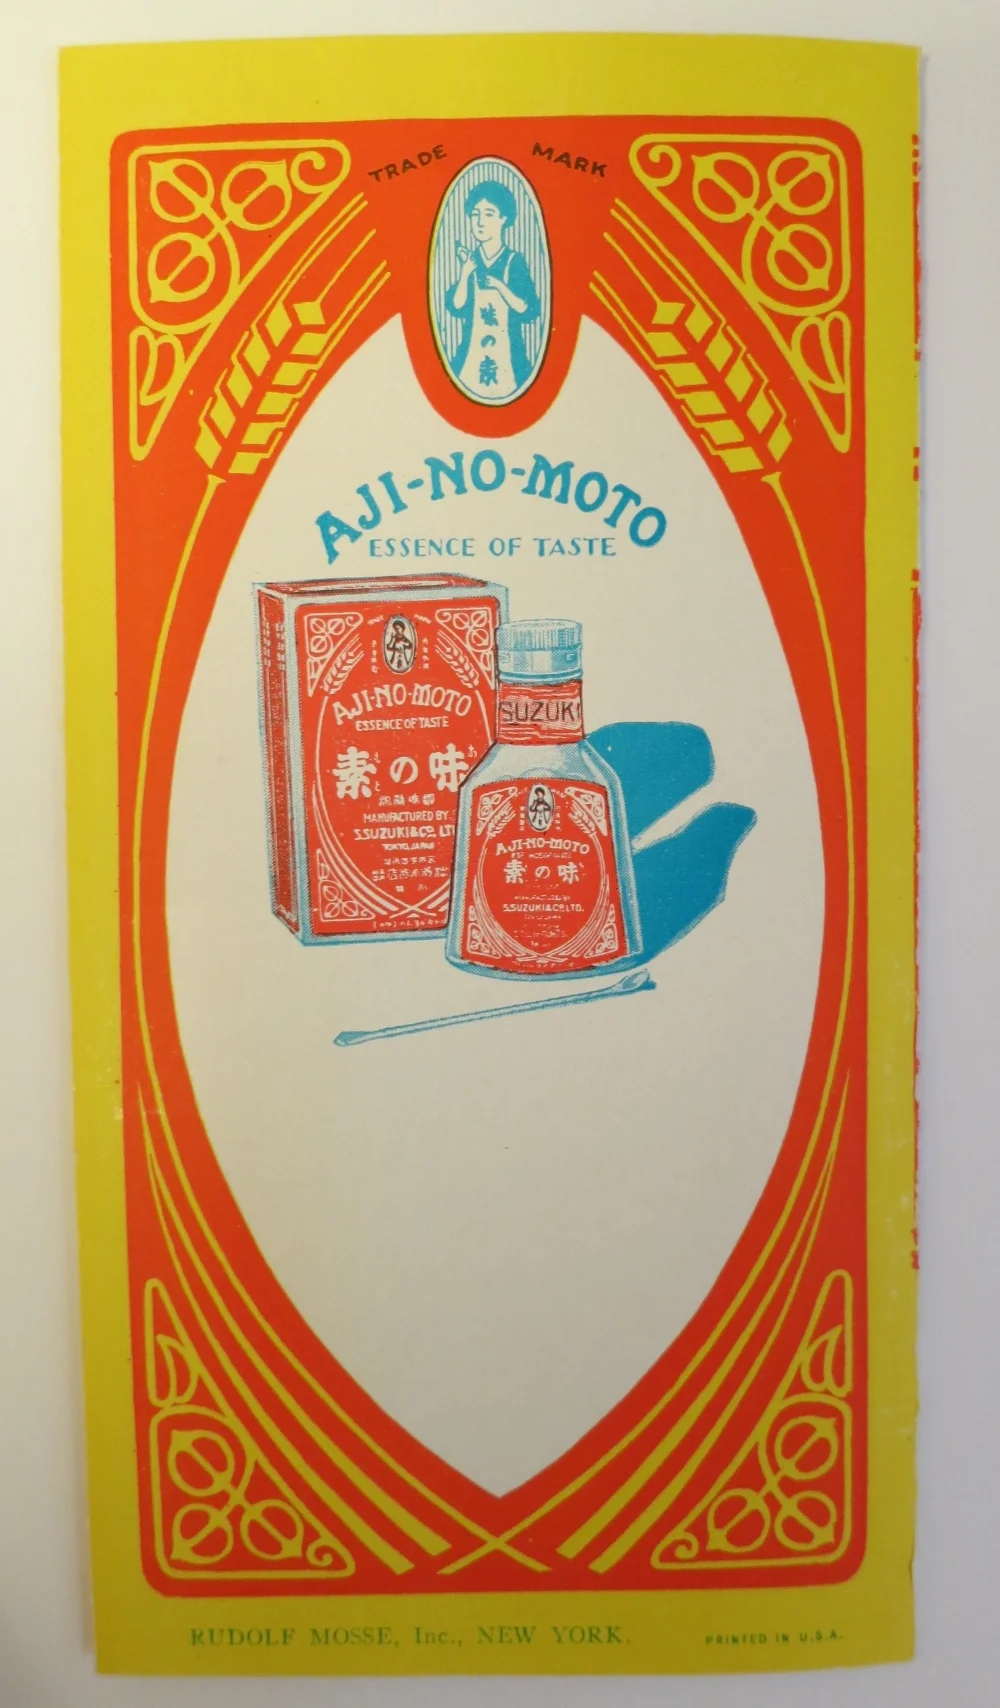 TRADE MARK
味の素
AJI-NO-MOTO
ESSENCE OF TASTE
AJI-NO-MOTO
ESSENCE OF TASTE
素の味
MANUFACTURED BY
S.SUZUKI & CO. LT
TOKYO, JAPAN
SUZUKI
AJI-NO-MOTO
素の味
S.SUZUKI & CO. LTD.
RUDOLF MOSSE, Inc., NEW YORK.
PRINTED IN U.S.A.